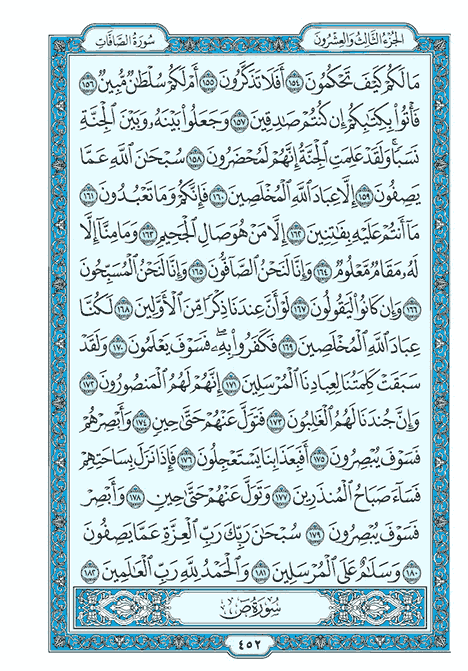 الجزء الثالث والعشرون
سورة الصافات
مَا لَكُمْ كَيْفَ تَحْكُمُونَ ١٥٤ أَفَلَا تَذَكَّرُونَ ١٥٥ أَمْ لَكُمْ سُلْطَٰنٌ مُّبِينٌ ١٥٦
فَأْتُوا۟ بِكِتَٰبِكُمْ إِن كُنتُمْ صَٰدِقِينَ ١٥٧ وَجَعَلُوا۟ بَيْنَهُۥ وَبَيْنَ ٱلْجِنَّةِ
نَسَبًا ۚ وَلَقَدْ عَلِمَتِ ٱلْجِنَّةُ إِنَّهُمْ لَمُحْضَرُونَ ١٥٨ سُبْحَٰنَ ٱللَّهِ عَمَّا
يَصِفُونَ ١٥٩ إِلَّا عِبَادَ ٱللَّهِ ٱلْمُخْلَصِينَ ١٦٠ فَإِنَّكُمْ وَمَا تَعْبُدُونَ ١٦١
مَآ أَنتُمْ عَلَيْهِ بِفَٰتِنِينَ ١٦٢ إِلَّا مَنْ هُوَ صَالِ ٱلْجَحِيمِ ١٦٣ وَمَا مِنَّآ إِلَّا
لَهُۥ مَقَامٌ مَّعْلُومٌ ١٦٤ وَإِنَّا لَنَحْنُ ٱلصَّآفُّونَ ١٦٥ وَإِنَّا لَنَحْنُ ٱلْمُسَبِّحُونَ
١٦٦ وَإِن كَانُوا۟ لَيَقُولُونَ ١٦٧ لَوْ أَنَّ عِندَنَا ذِكْرًا مِّنَ ٱلْأَوَّلِينَ ١٦٨ لَكُنَّا
عِبَادَ ٱللَّهِ ٱلْمُخْلَصِينَ ١٦٩ فَكَفَرُوا۟ بِهِۦ ۖ فَسَوْفَ يَعْلَمُونَ ١٧٠ وَلَقَدْ
سَبَقَتْ كَلِمَتُنَا لِعِبَادِنَا ٱلْمُرْسَلِينَ ١٧١ إِنَّهُمْ لَهُمُ ٱلْمَنصُورُونَ ١٧٢
وَإِنَّ جُندَنَا لَهُمُ ٱلْغَٰلِبُونَ ١٧٣ فَتَوَلَّ عَنْهُمْ حَتَّىٰ حِينٍ ١٧٤ وَأَبْصِرْهُمْ
فَسَوْفَ يُبْصِرُونَ ١٧٥ أَفَبِعَذَابِنَا يَسْتَعْجِلُونَ ١٧٦ فَإِذَا نَزَلَ بِسَاحَتِهِمْ
فَسَآءَ صَبَاحُ ٱلْمُنذَرِينَ ١٧٧ وَتَوَلَّ عَنْهُمْ حَتَّىٰ حِينٍ ١٧٨ وَأَبْصِرْ
فَسَوْفَ يُبْصِرُونَ ١٧٩ سُبْحَٰنَ رَبِّكَ رَبِّ ٱلْعِزَّةِ عَمَّا يَصِفُونَ
١٨٠ وَسَلَٰمٌ عَلَى ٱلْمُرْسَلِينَ ١٨١ وَٱلْحَمْدُ لِلَّهِ رَبِّ ٱلْعَٰلَمِينَ ١٨٢
سورة ص
٤٥٢